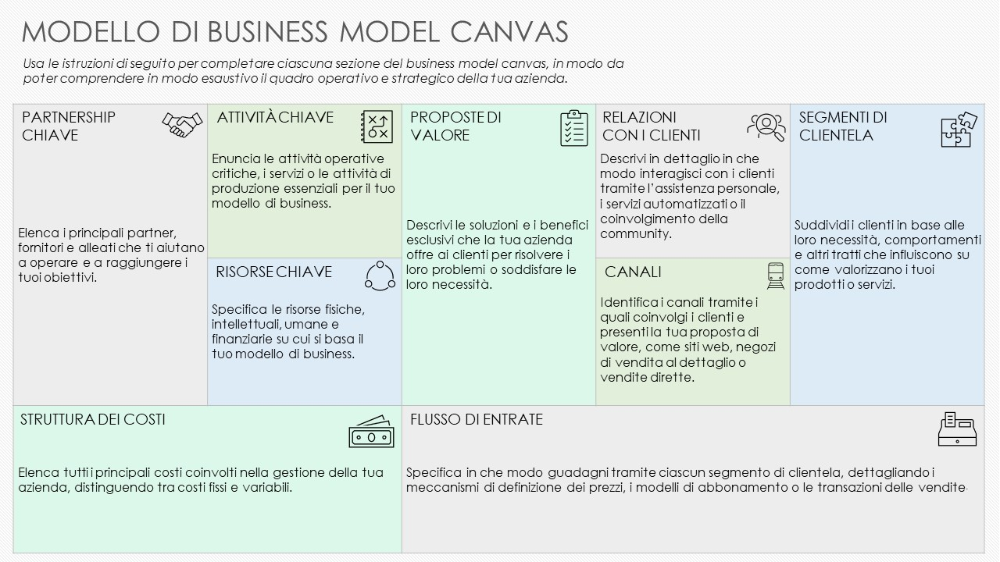 MODELLO DI BUSINESS MODEL CANVAS
Usa le istruzioni di seguito per completare ciascuna sezione del business model canvas, in modo da
poter comprendere in modo esaustivo il quadro operativo e strategico della tua azienda.
PARTNERSHIP
CHIAVE
Elenca i principali partner,
fornitori e alleati che ti aiutano
a operare e a raggiungere i
tuoi obiettivi.
ATTIVITÀ CHIAVE
Enuncia le attività operative
critiche, i servizi o le attività di
produzione essenziali per il tuo
modello di business.
RISORSE CHIAVE
Specifica le risorse fisiche,
intellettuali, umane e
finanziarie su cui si basa il
tuo modello di business.
PROPOSTE DI
VALORE
Descrivi le soluzioni e i benefici
esclusivi che la tua azienda
offre ai clienti per risolvere i
loro problemi o soddisfare le
loro necessità.
RELAZIONI
CON I CLIENTI
Descrivi in dettaglio in che
modo interagisci con i clienti
tramite l’assistenza personale,
i servizi automatizzati o il
coinvolgimento della
community.
CANALI
Identifica i canali tramite i
quali coinvolgi i clienti e
presenti la tua proposta di
valore, come siti web, negozi
di vendita al dettaglio o
vendite dirette.
SEGMENTI DI
CLIENTELA
Suddividi i clienti in base alle
loro necessità, comportamenti
e altri tratti che influiscono su
come valorizzano i tuoi
prodotti o servizi.
STRUTTURA DEI COSTI
Elenca tutti i principali costi coinvolti nella gestione della tua
azienda, distinguendo tra costi fissi e variabili.
FLUSSO DI ENTRATE
Specifica in che modo guadagni tramite ciascun segmento di clientela, dettagliando i
meccanismi di definizione dei prezzi, i modelli di abbonamento o le transazioni delle vendite.